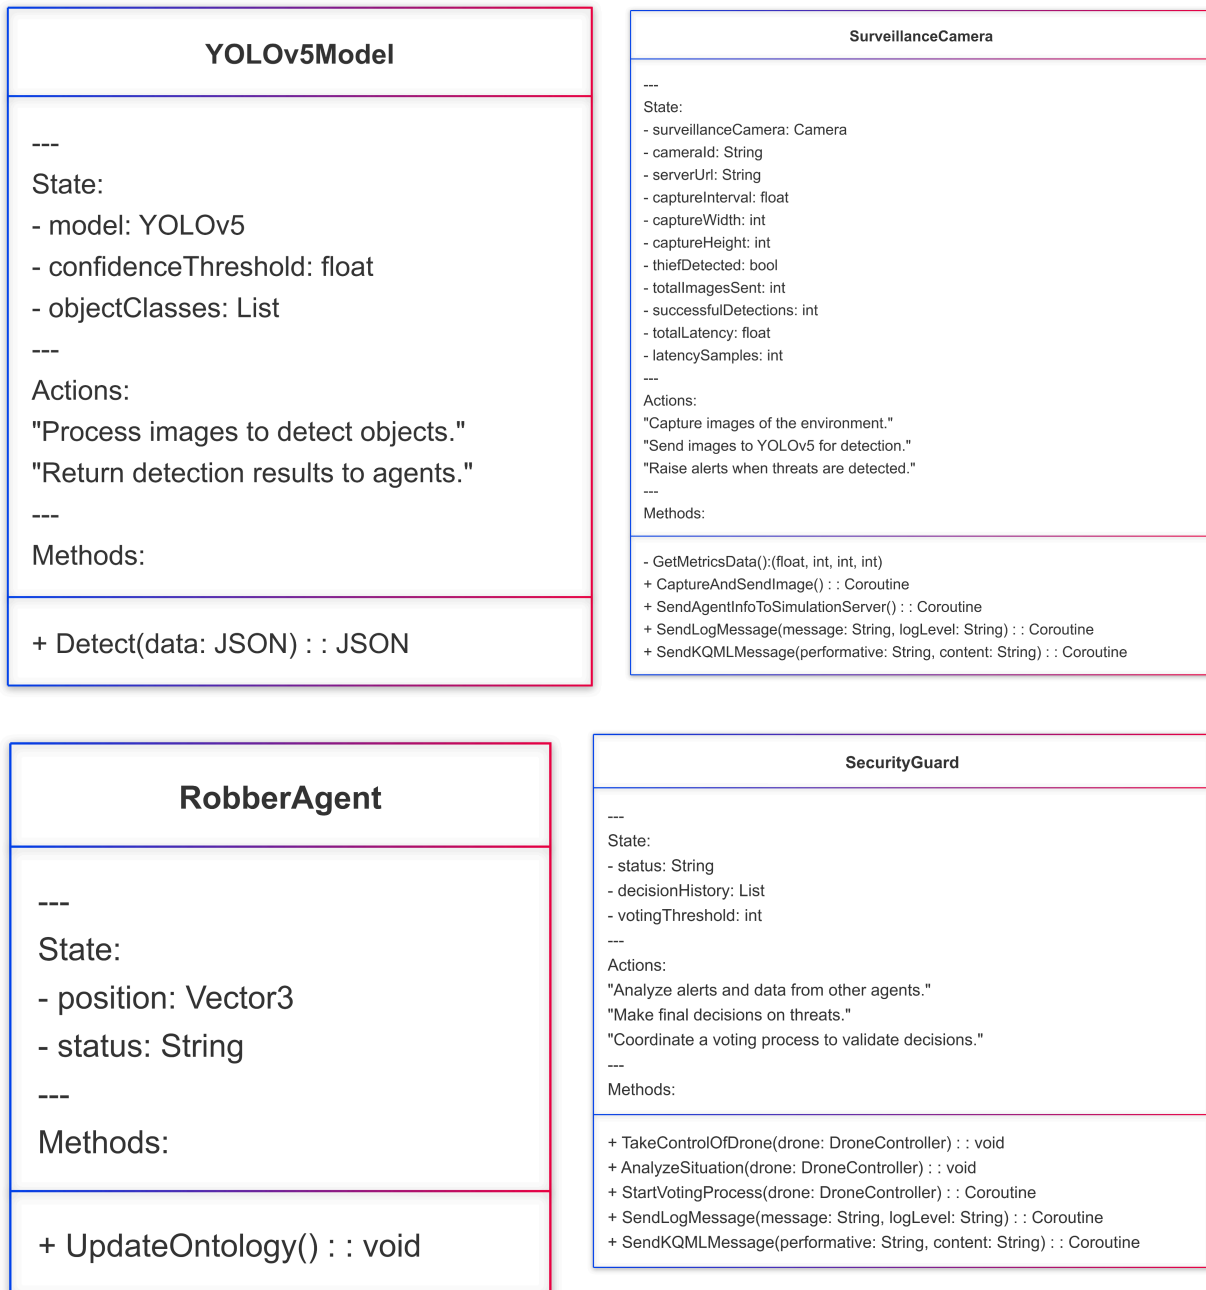 YOLOv5Model
---
State:
- model: YOLOv5
- confidenceThreshold: float
- objectClasses: List
---
Actions:
"Process images to detect objects."
"Return detection results to agents."
---
Methods:
+ Detect(data: JSON) : : JSON
SurveillanceCamera
---
State:
- surveillanceCamera: Camera
- cameraId: String
- serverUrl: String
- captureInterval: float
- captureWidth: int
- captureHeight: int
- thiefDetected: bool
- totalImagesSent: int
- successfulDetections: int
- totalLatency: float
- latencySamples: int
---
Actions:
"Capture images of the environment."
"Send images to YOLOv5 for detection."
"Raise alerts when threats are detected."
---
Methods:
- GetMetricsData():(float, int, int, int)
+ CaptureAndSendImage() : : Coroutine
+ SendAgentInfoToSimulationServer() : : Coroutine
+ SendLogMessage(message: String, logLevel: String) : : Coroutine
+ SendKQMLMessage(performative: String, content: String) : : Coroutine
RobberAgent
---
State:
- position: Vector3
- status: String
---
Methods:
+ UpdateOntology() : : void
SecurityGuard
---
State:
- status: String
- decisionHistory: List
- votingThreshold: int
---
Actions:
"Analyze alerts and data from other agents."
"Make final decisions on threats."
"Coordinate a voting process to validate decisions."
---
Methods:
+ TakeControlOfDrone(drone: DroneController) : : void
+ AnalyzeSituation(drone: DroneController) : : void
+ StartVotingProcess(drone: DroneController) : : Coroutine
+ SendLogMessage(message: String, logLevel: String) : : Coroutine
+ SendKQMLMessage(performative: String, content: String) : : Coroutine